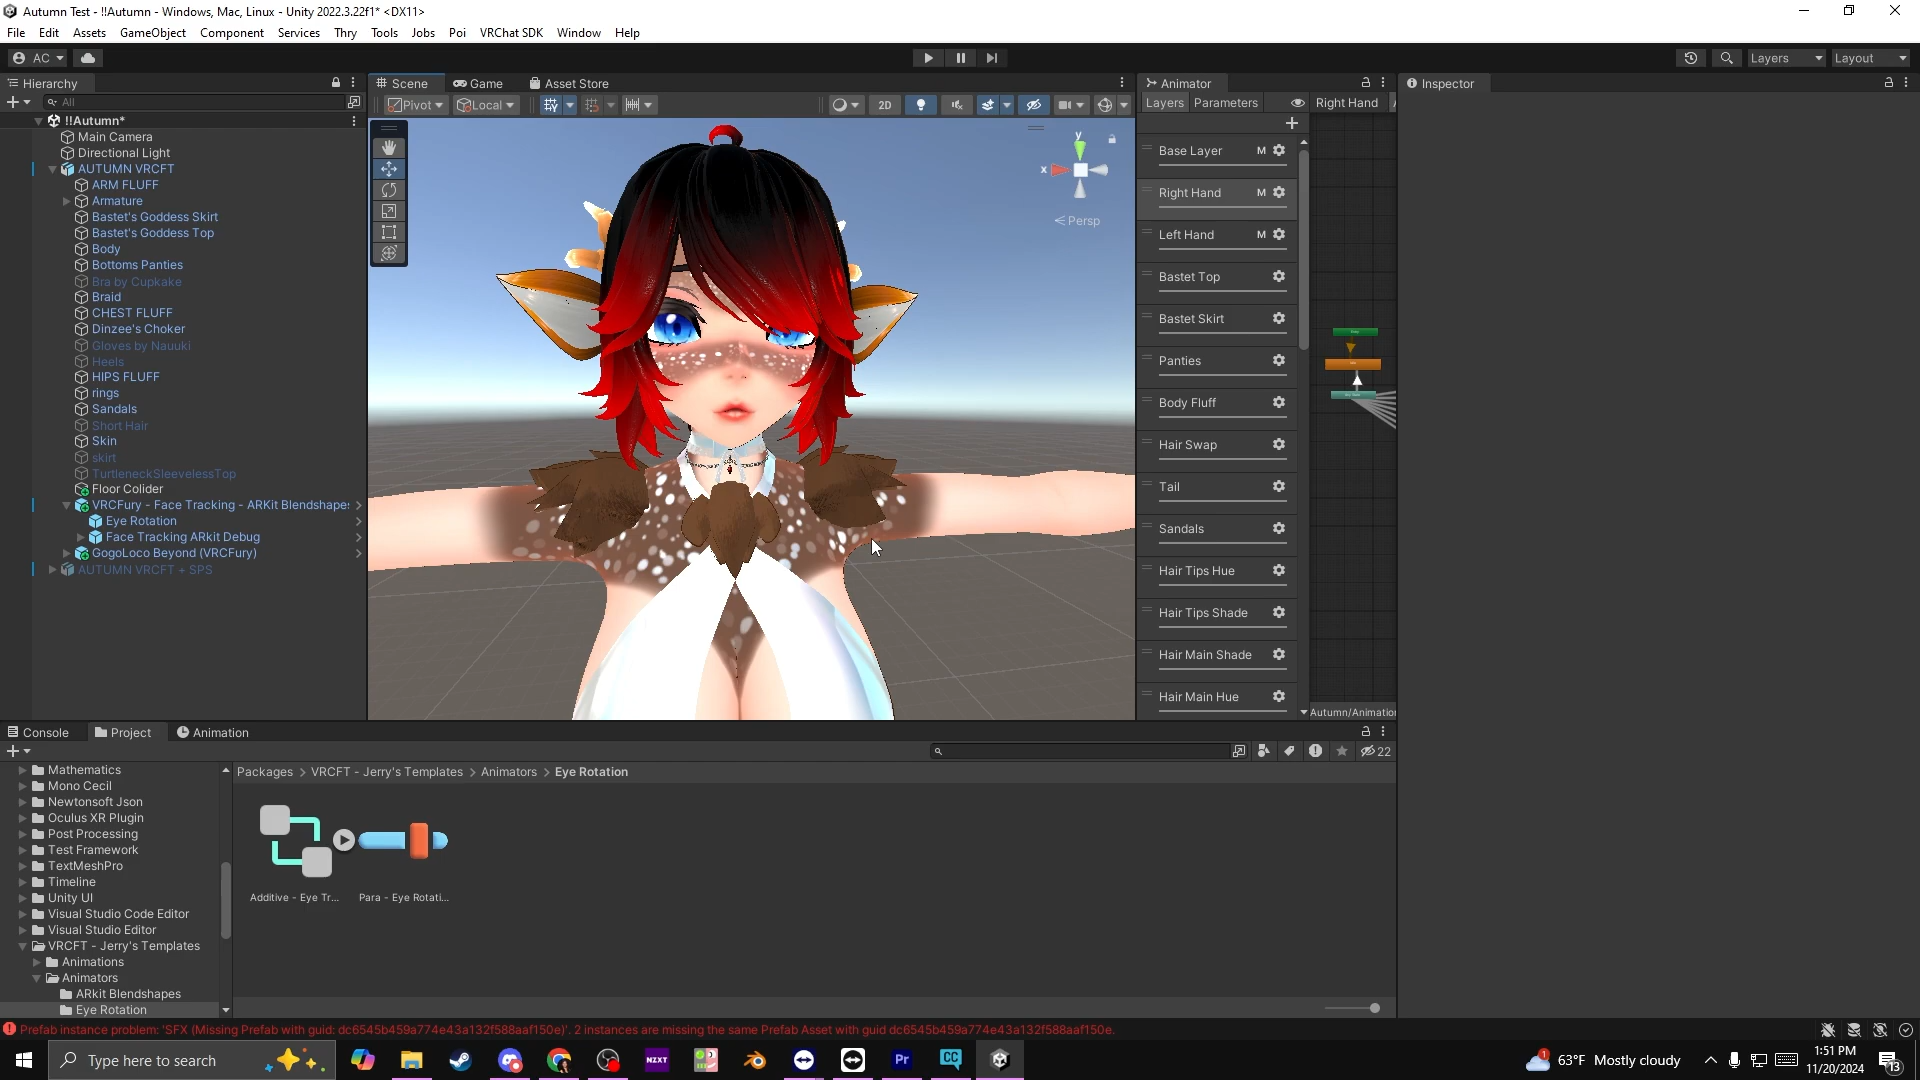 Autumn Test - !!Autumn - Windows, Mac, Linux - Unity 2022.3.22f1* <DX11>
File Edit Assets GameObject Component Services Thry Tools Jobs Poi VRChat SDK Window Help
AC
Layers Layout
Hierarchy
Scene Game Asset Store
Animator
Inspector
All
Pivot Local
2D
Layers Parameters Right Hand
!!Autumn*
Main Camera
Directional Light
AUTUMN VRCFT
ARM FLUFF
Armature
Bastet's Goddess Skirt
Bastet's Goddess Top
Body
Bottoms Panties
Bra by Cupkake
Braid
CHEST FLUFF
Dinzee's Choker
Gloves by Nauuki
Heels
HIPS FLUFF
rings
Sandals
Short Hair
Skin
skirt
TurtleneckSleevelessTop
Floor Colider
VRCFury - Face Tracking - ARKit Blendshapes
Eye Rotation
Face Tracking ARkit Debug
GogoLoco Beyond (VRCFury)
AUTUMN VRCFT + SPS
y
x
Persp
Base Layer M
Right Hand M
Left Hand M
Bastet Top
Bastet Skirt
Panties
Body Fluff
Hair Swap
Tail
Sandals
Hair Tips Hue
Hair Tips Shade
Hair Main Shade
Hair Main Hue
Autumn/Animation
Console Project Animation
22
Mathematics
Mono Cecil
Newtonsoft Json
Oculus XR Plugin
Post Processing
Test Framework
TextMeshPro
Timeline
Unity UI
Visual Studio Code Editor
Visual Studio Editor
VRCFT - Jerry's Templates
Animations
Animators
ARkit Blendshapes
Eye Rotation
Packages > VRCFT - Jerry's Templates > Animators > Eye Rotation
Additive - Eye Tr... Para - Eye Rotati...
Prefab instance problem: 'SFX (Missing Prefab with guid: dc6545b459a774e43a132f588aaf150e)'. 2 instances are missing the same Prefab Asset with guid dc6545b459a774e43a132f588aaf150e.
Type here to search
NZXT
Pr
CC
1
63°F Mostly cloudy
1:51 PM
11/20/2024
13